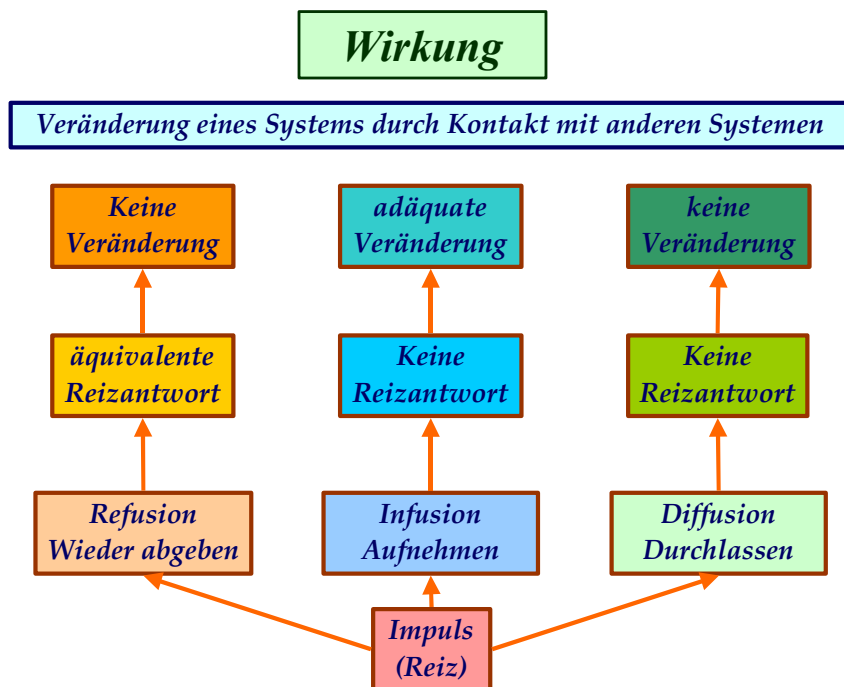 Wirkung
Veränderung eines Systems durch Kontakt mit anderen Systemen
Keine
Veränderung
adäquate
Veränderung
keine
Veränderung
äquivalente
Reizantwort
Keine
Reizantwort
Keine
Reizantwort
Refusion
Wieder abgeben
Infusion
Aufnehmen
Diffusion
Durchlassen
Impuls
(Reiz)